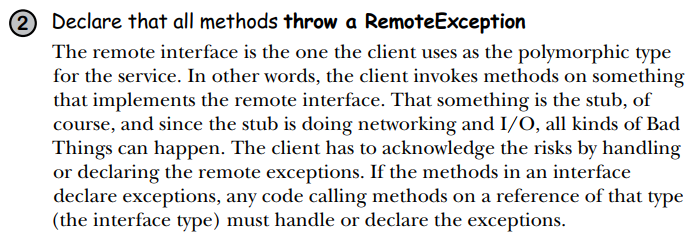 2 Declare that all methods throw a RemoteException
The remote interface is the one the client uses as the polymorphic type
for the service. In other words, the client invokes methods on something
that implements the remote interface. That something is the stub, of
course, and since the stub is doing networking and I/O, all kinds of Bad
Things can happen. The client has to acknowledge the risks by handling
or declaring the remote exceptions. If the methods in an interface
declare exceptions, any code calling methods on a reference of that type
(the interface type) must handle or declare the exceptions.